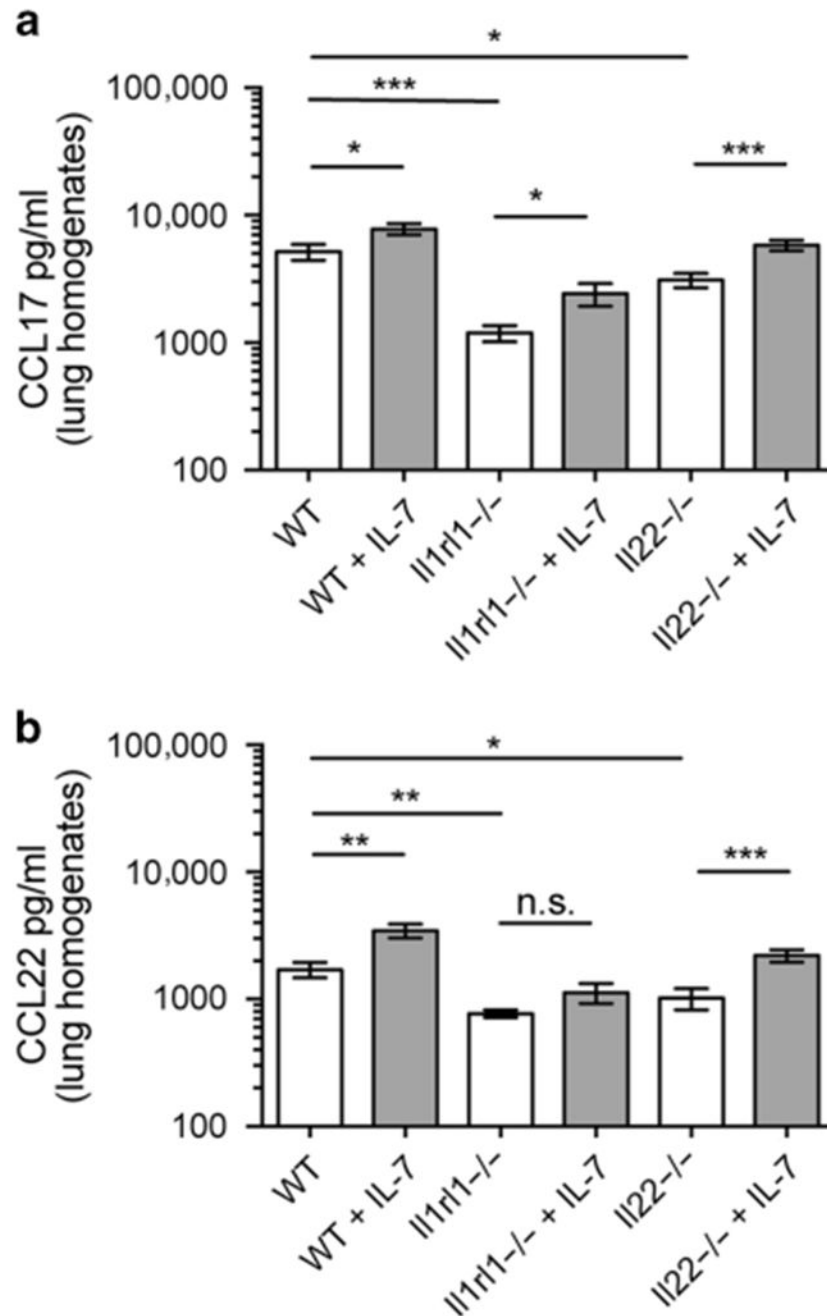 a
*
***
*
*
***
100,000
10,000
1000
100
CCL17 pg/ml
(lung homogenates)
WT
WT + IL-7
Il1rl1−/−
Il1rl1−/− + IL-7
Il22−/−
Il22−/− + IL-7
b
*
**
**
n.s.
***
100,000
10,000
1000
100
CCL22 pg/ml
(lung homogenates)
WT
WT + IL-7
Il1rl1−/−
Il1rl1−/− + IL-7
Il22−/−
Il22−/− + IL-7